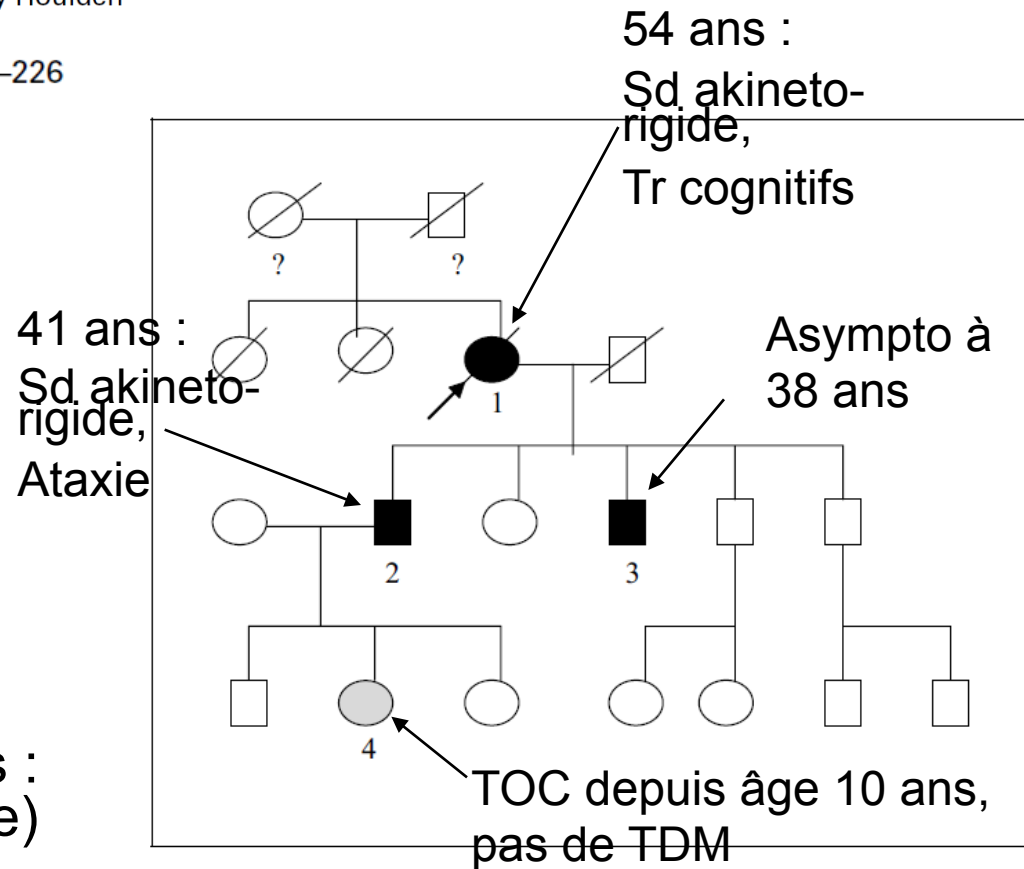 y Houlden
–226
54 ans :
Sd akineto-
rigide,
Tr cognitifs
? ?
41 ans :
Sd akineto-
rigide,
Ataxie
1
Asympto à
38 ans
2 3
4
TOC depuis âge 10 ans,
pas de TDM
s :
e)